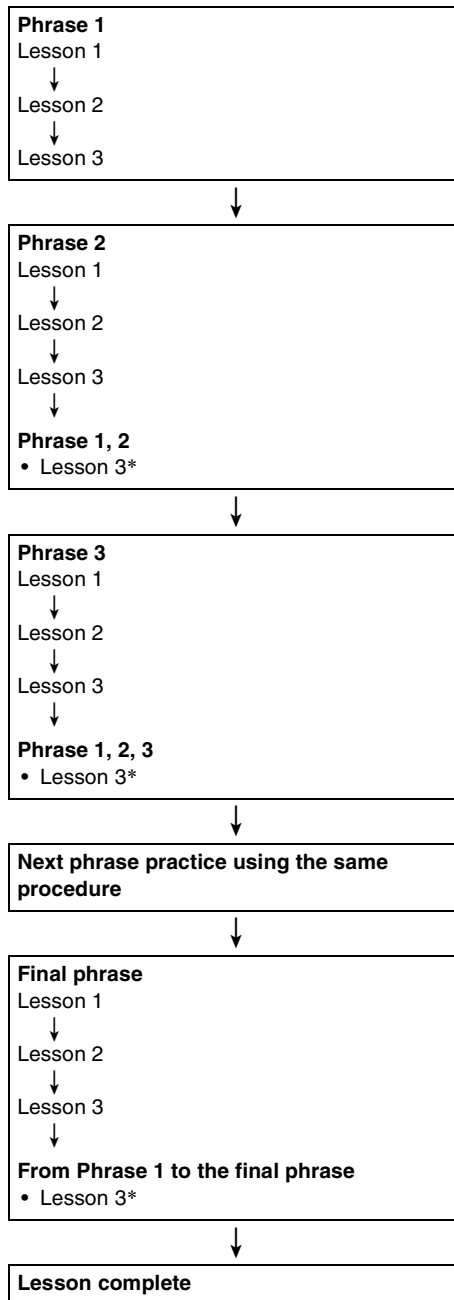 Phrase 1
Lesson 1
Lesson 2
Lesson 3
Phrase 2
Lesson 1
Lesson 2
Lesson 3
Phrase 1, 2
• Lesson 3*
Phrase 3
Lesson 1
Lesson 2
Lesson 3
Phrase 1, 2, 3
• Lesson 3*
Next phrase practice using the same
procedure
Final phrase
Lesson 1
Lesson 2
Lesson 3
From Phrase 1 to the final phrase
• Lesson 3*
Lesson complete